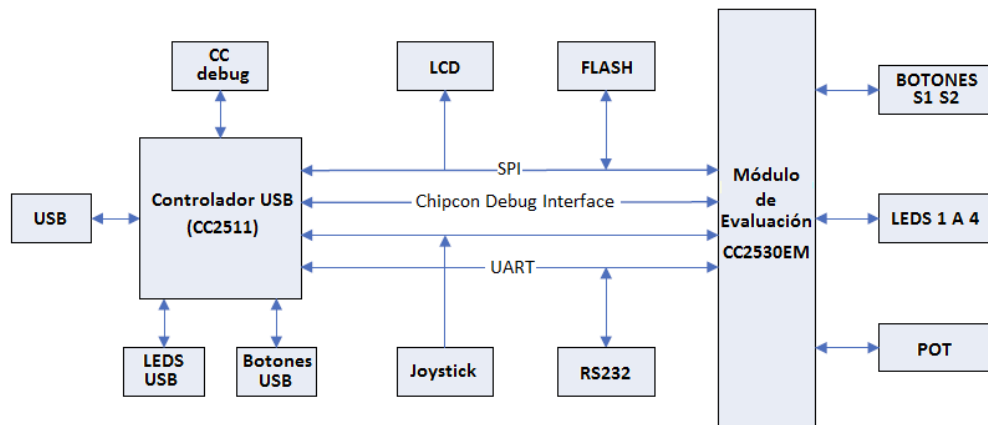 CC
debug
LCD
FLASH
BOTONES
S1 S2
SPI
Controlador USB
(CC2511)
Chipcon Debug Interface
Módulo
de
Evaluación
CC2530EM
USB
LEDS 1 A 4
UART
LEDS
USB
Botones
USB
Joystick
RS232
POT